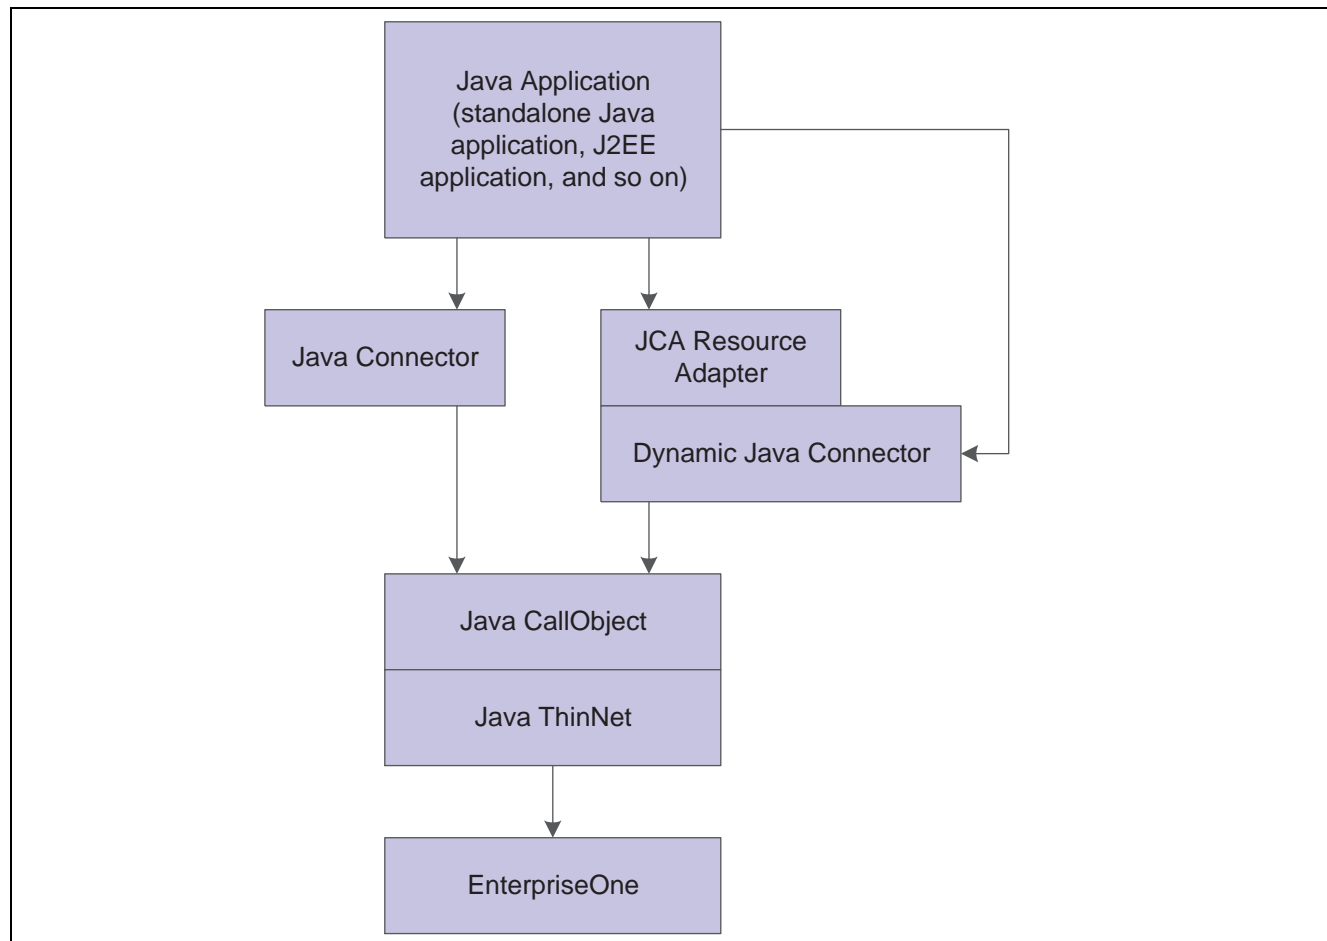 Java Application
(standalone Java
application, J2EE
application, and so on)
Java Connector
JCA Resource
Adapter
Dynamic Java Connector
Java CallObject
Java ThinNet
EnterpriseOne